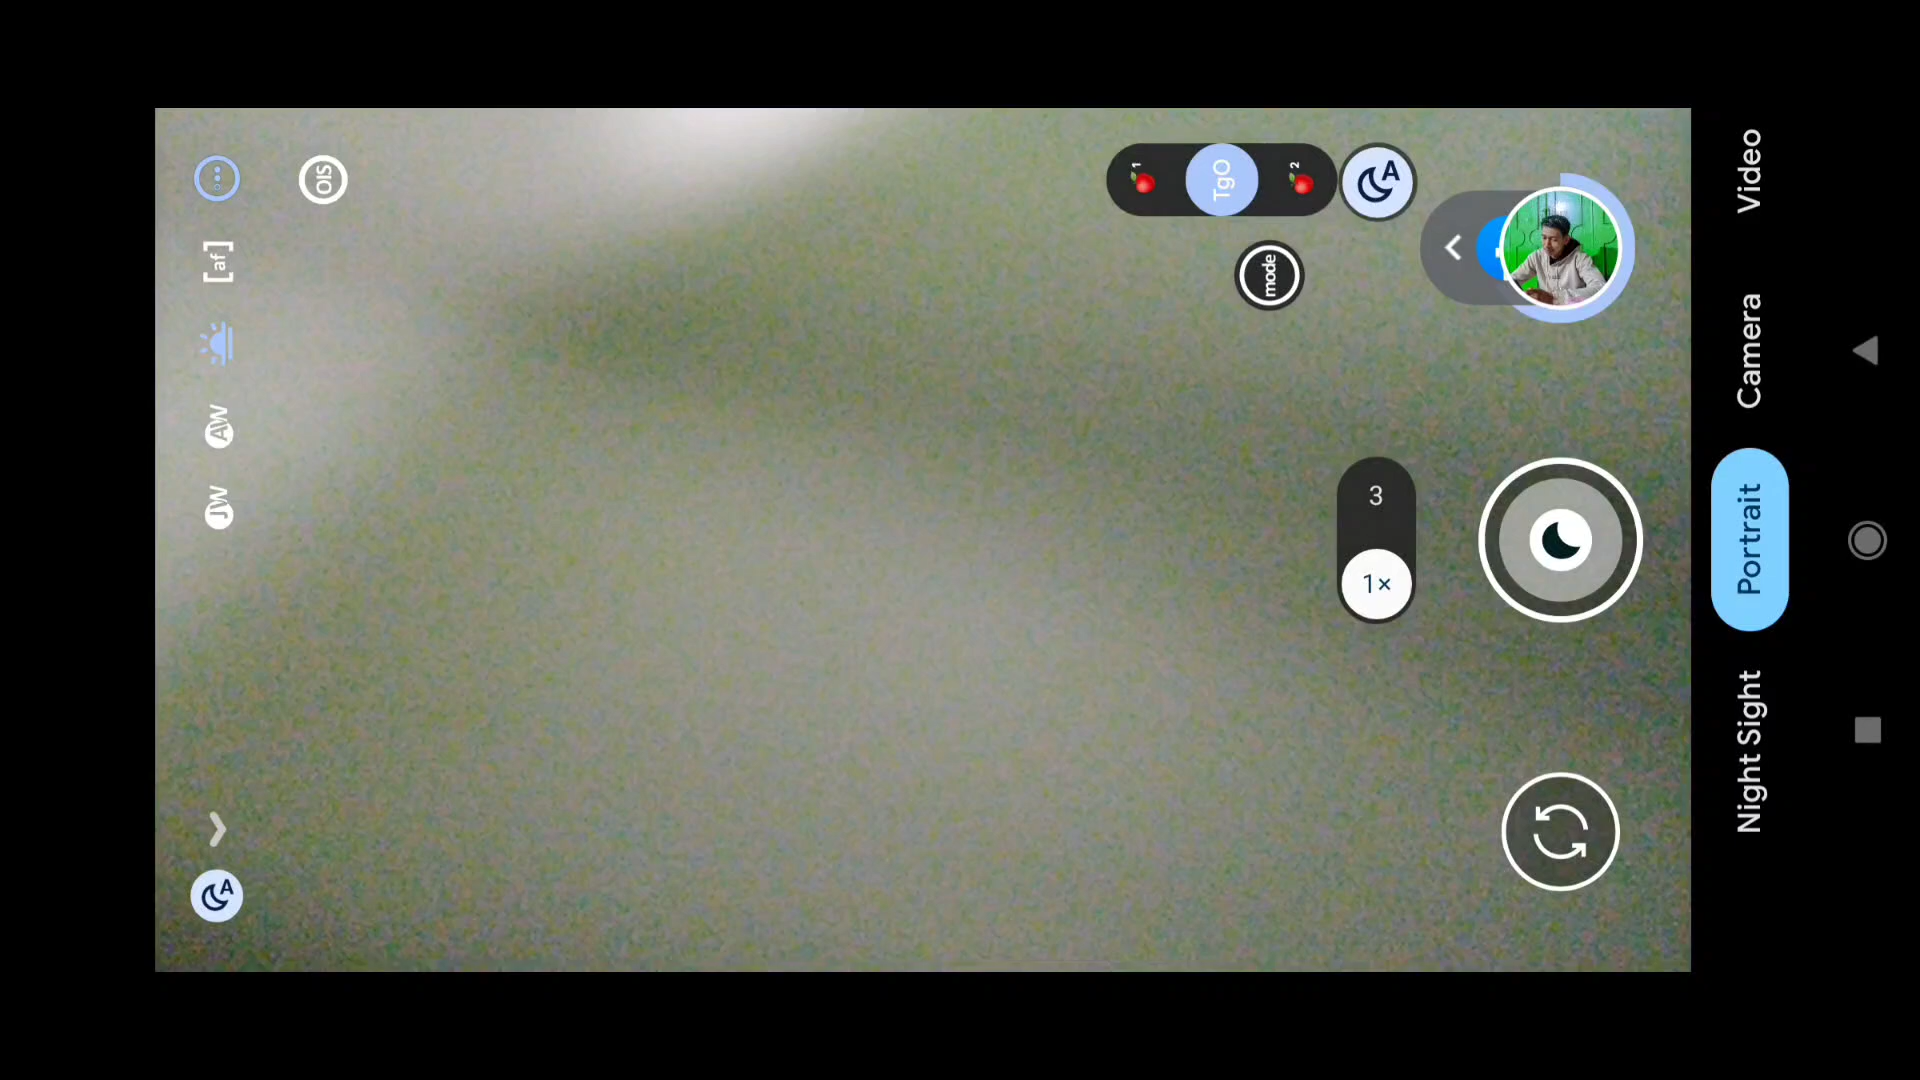 OIS
[af]
AW
JW
1
TgO
2
A
mode
3
1×
A
Video
Camera
Portrait
Night Sight